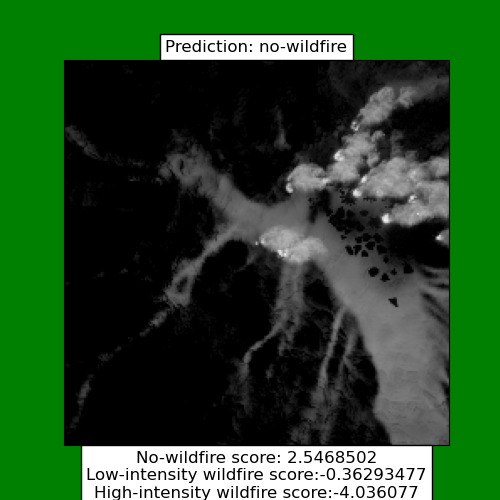 Prediction: no-wildfire
No-wildfire score: 2.5468502
Low-intensity wildfire score:-0.36293477
High-intensity wildfire score:-4.036077